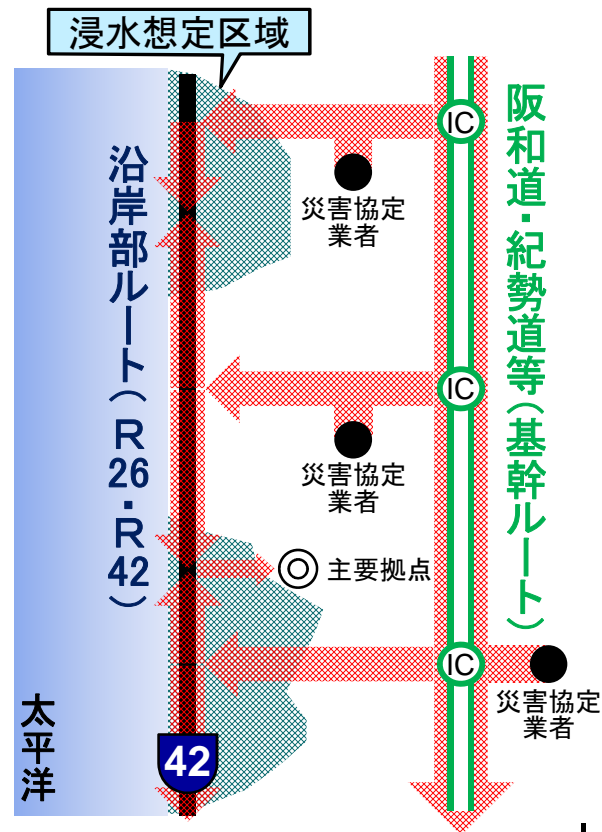 浸水想定区域
IC
阪和道・紀勢道等(基幹ルート)
沿岸部ルート(R26・R42)
災害協定
業者
IC
災害協定
業者
主要拠点
IC
災害協定
業者
太平洋
42